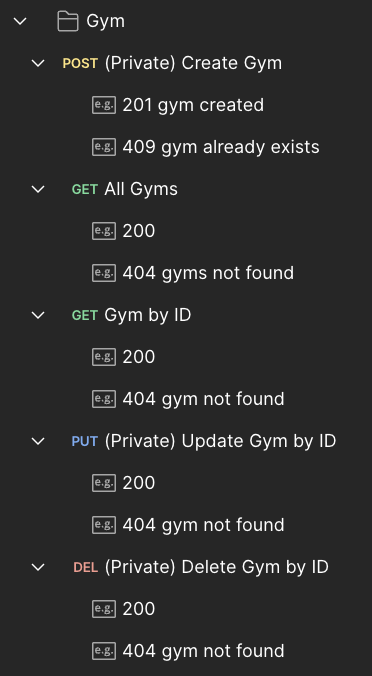 Gym
POST (Private) Create Gym
e.g. 201 gym created
e.g. 409 gym already exists
GET All Gyms
e.g. 200
e.g. 404 gyms not found
GET Gym by ID
e.g. 200
e.g. 404 gym not found
PUT (Private) Update Gym by ID
e.g. 200
e.g. 404 gym not found
DEL (Private) Delete Gym by ID
e.g. 200
e.g. 404 gym not found